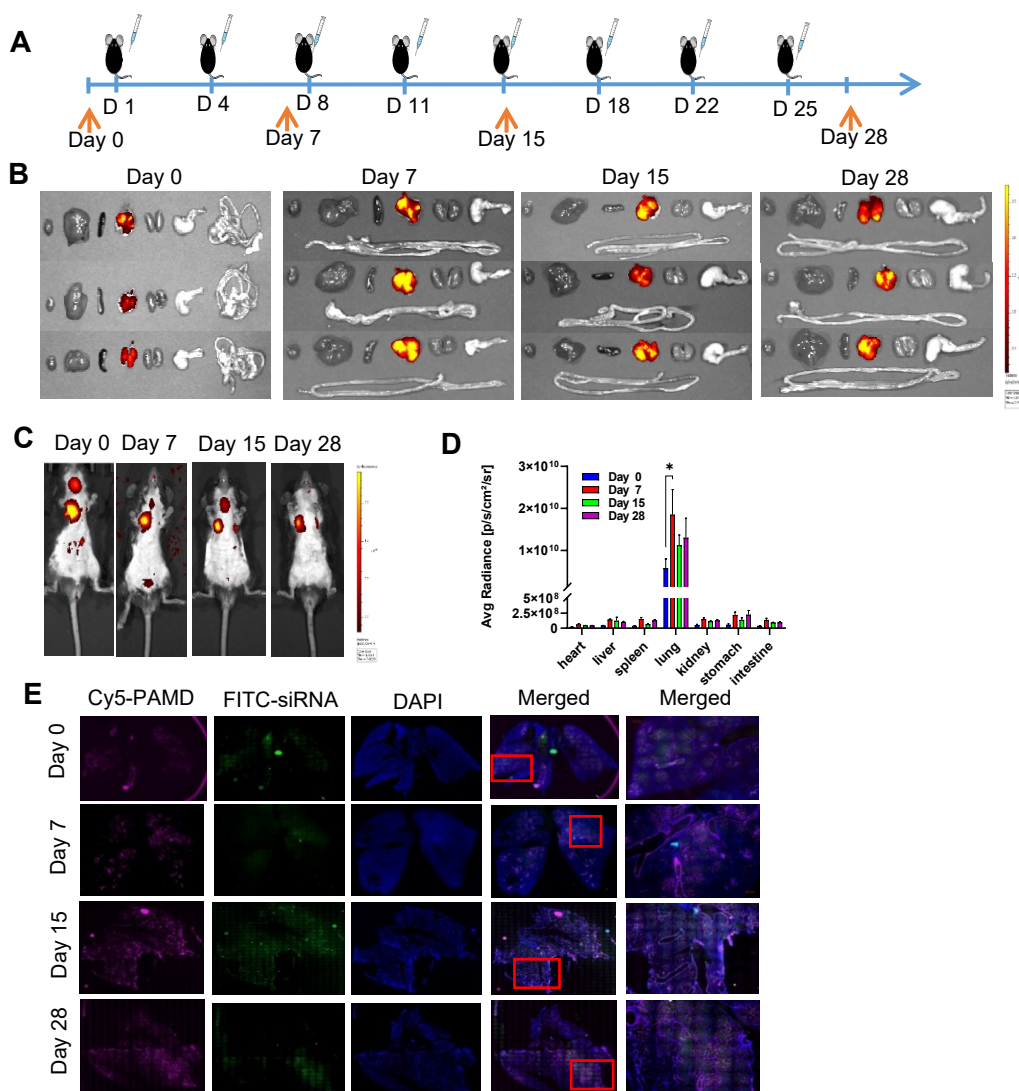 A
D 1
D 4
D 8
D 11
D 18
D 22
D 25
Day 0
Day 7
Day 15
Day 28
B
Day 0
Day 7
Day 15
Day 28
C
Day 0
Day 7
Day 15
Day 28
D
Avg Radiance [p/s/cm²/sr]
3×10¹⁰
2×10¹⁰
1×10¹⁰
5×10⁸
2.5×10⁸
0
*
Day 0
Day 7
Day 15
Day 28
heart
liver
spleen
lung
kidney
stomach
intestine
E
Cy5-PAMD
FITC-siRNA
DAPI
Merged
Merged
Day 0
Day 7
Day 15
Day 28